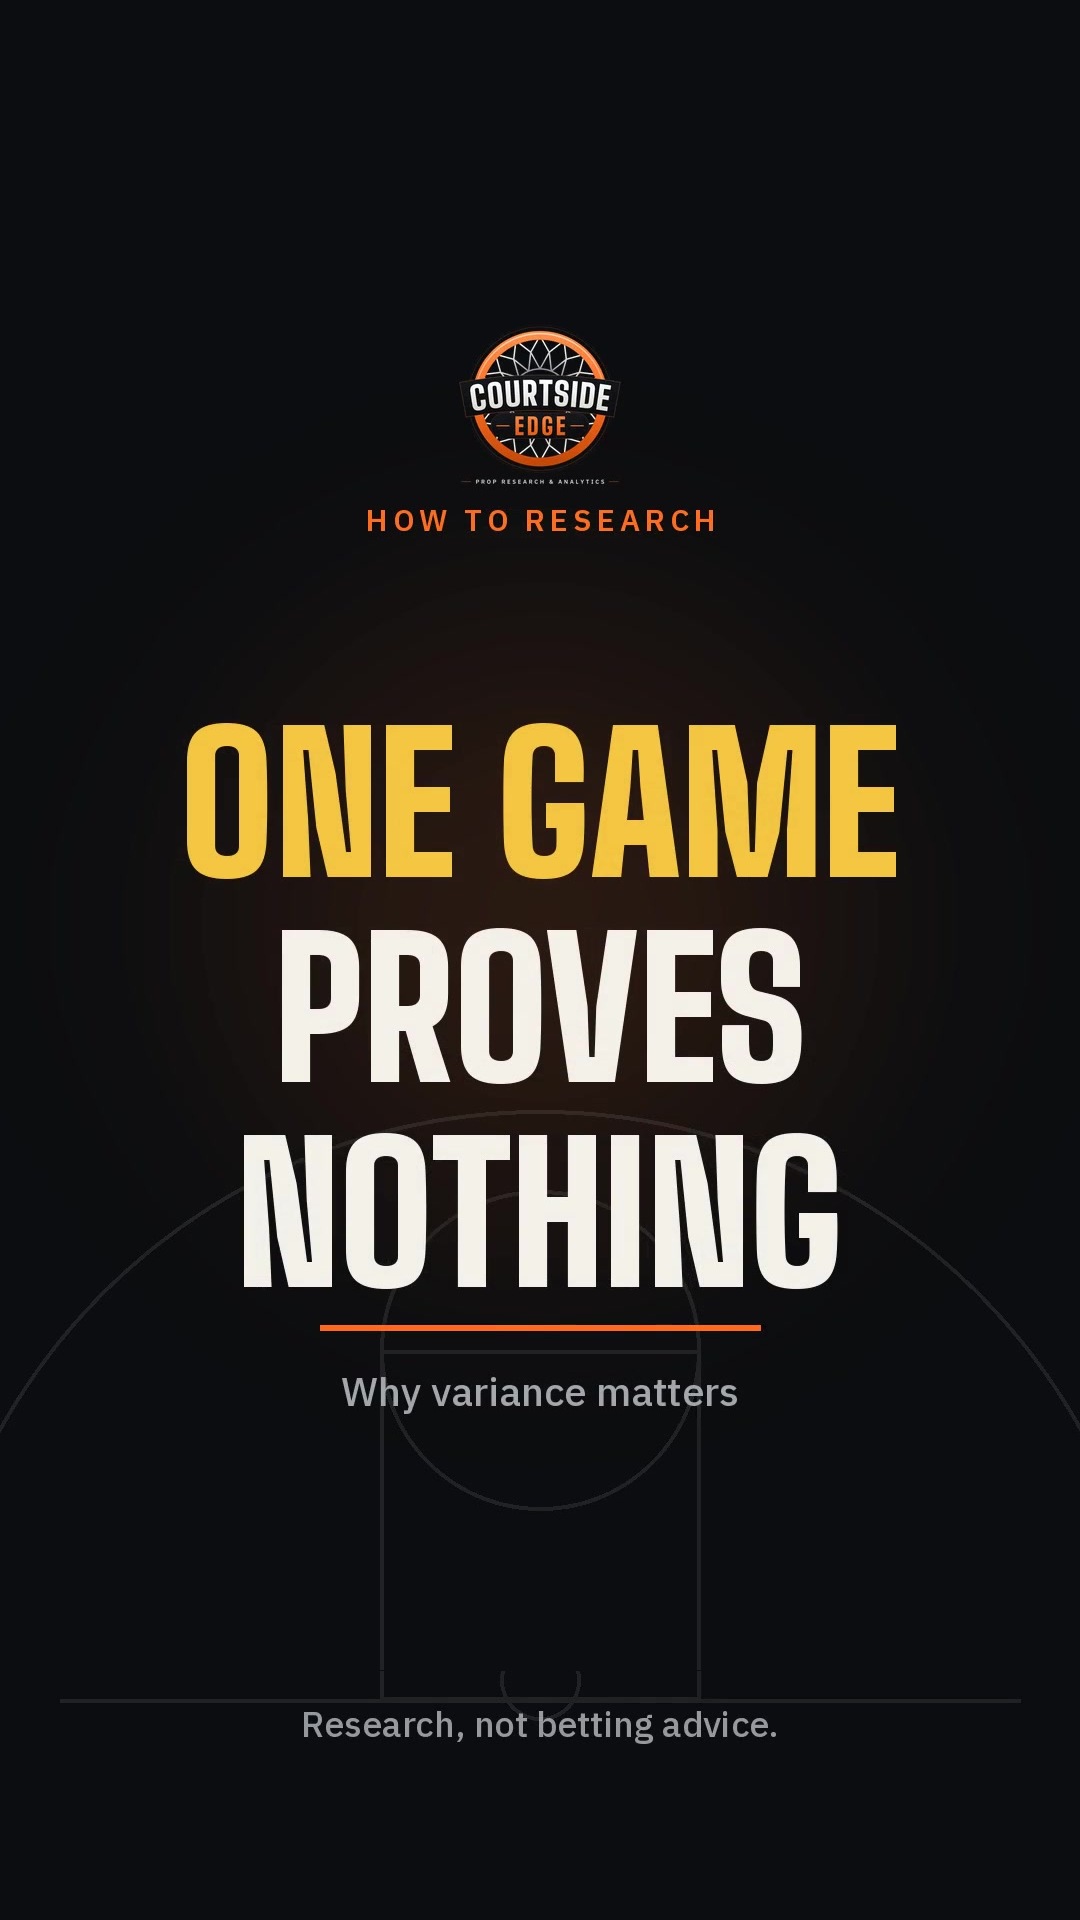 COURTSIDE
EDGE
PROP RESEARCH & ANALYTICS
HOW TO RESEARCH
ONE GAME
PROVES
NOTHING
Why variance matters
Research, not betting advice.